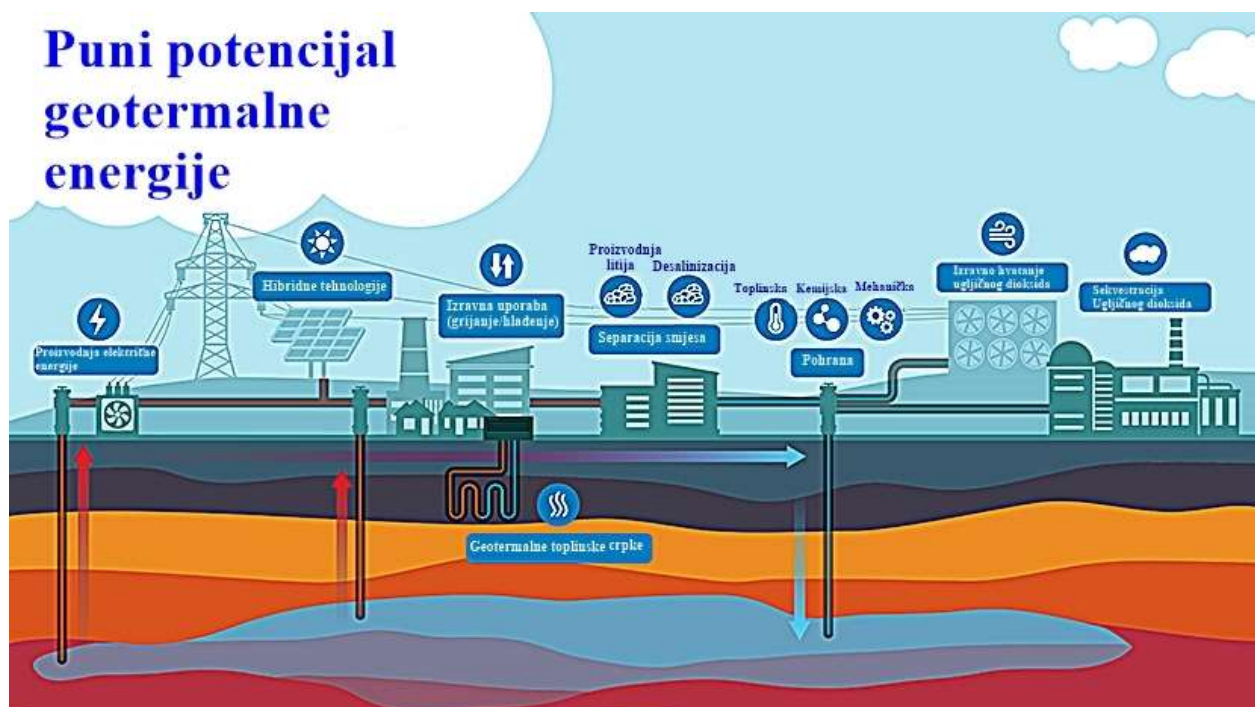 Puni potencijal
geotermalne
energije
Proizvodnja električne
energije
Hibridne tehnologije
Izravna uporaba
(grijanje/hlađenje)
Proizvodnja
litija
Desalinizacija
Separacija smjesa
Toplinska
Kemijska
Mehanička
Pohrana
Izravno hvatanje
ugljičnog dioksida
Sekvestracija
Ugljičnog dioksida
Geotermalne toplinske crpke